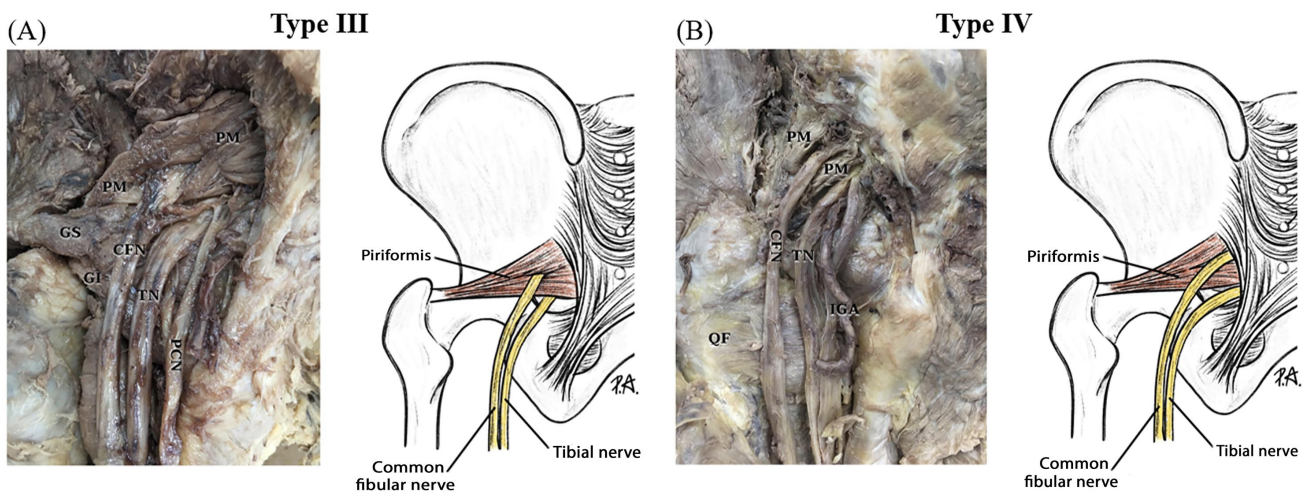 (A)
Type III
PM
PM
GS
CFN
GI
TN
PCN
Piriformis
P.A.
Common
fibular nerve
Tibial nerve
(B)
Type IV
PM
PM
CFN
TN
IGA
QF
Piriformis
P.A.
Common
fibular nerve
Tibial nerve